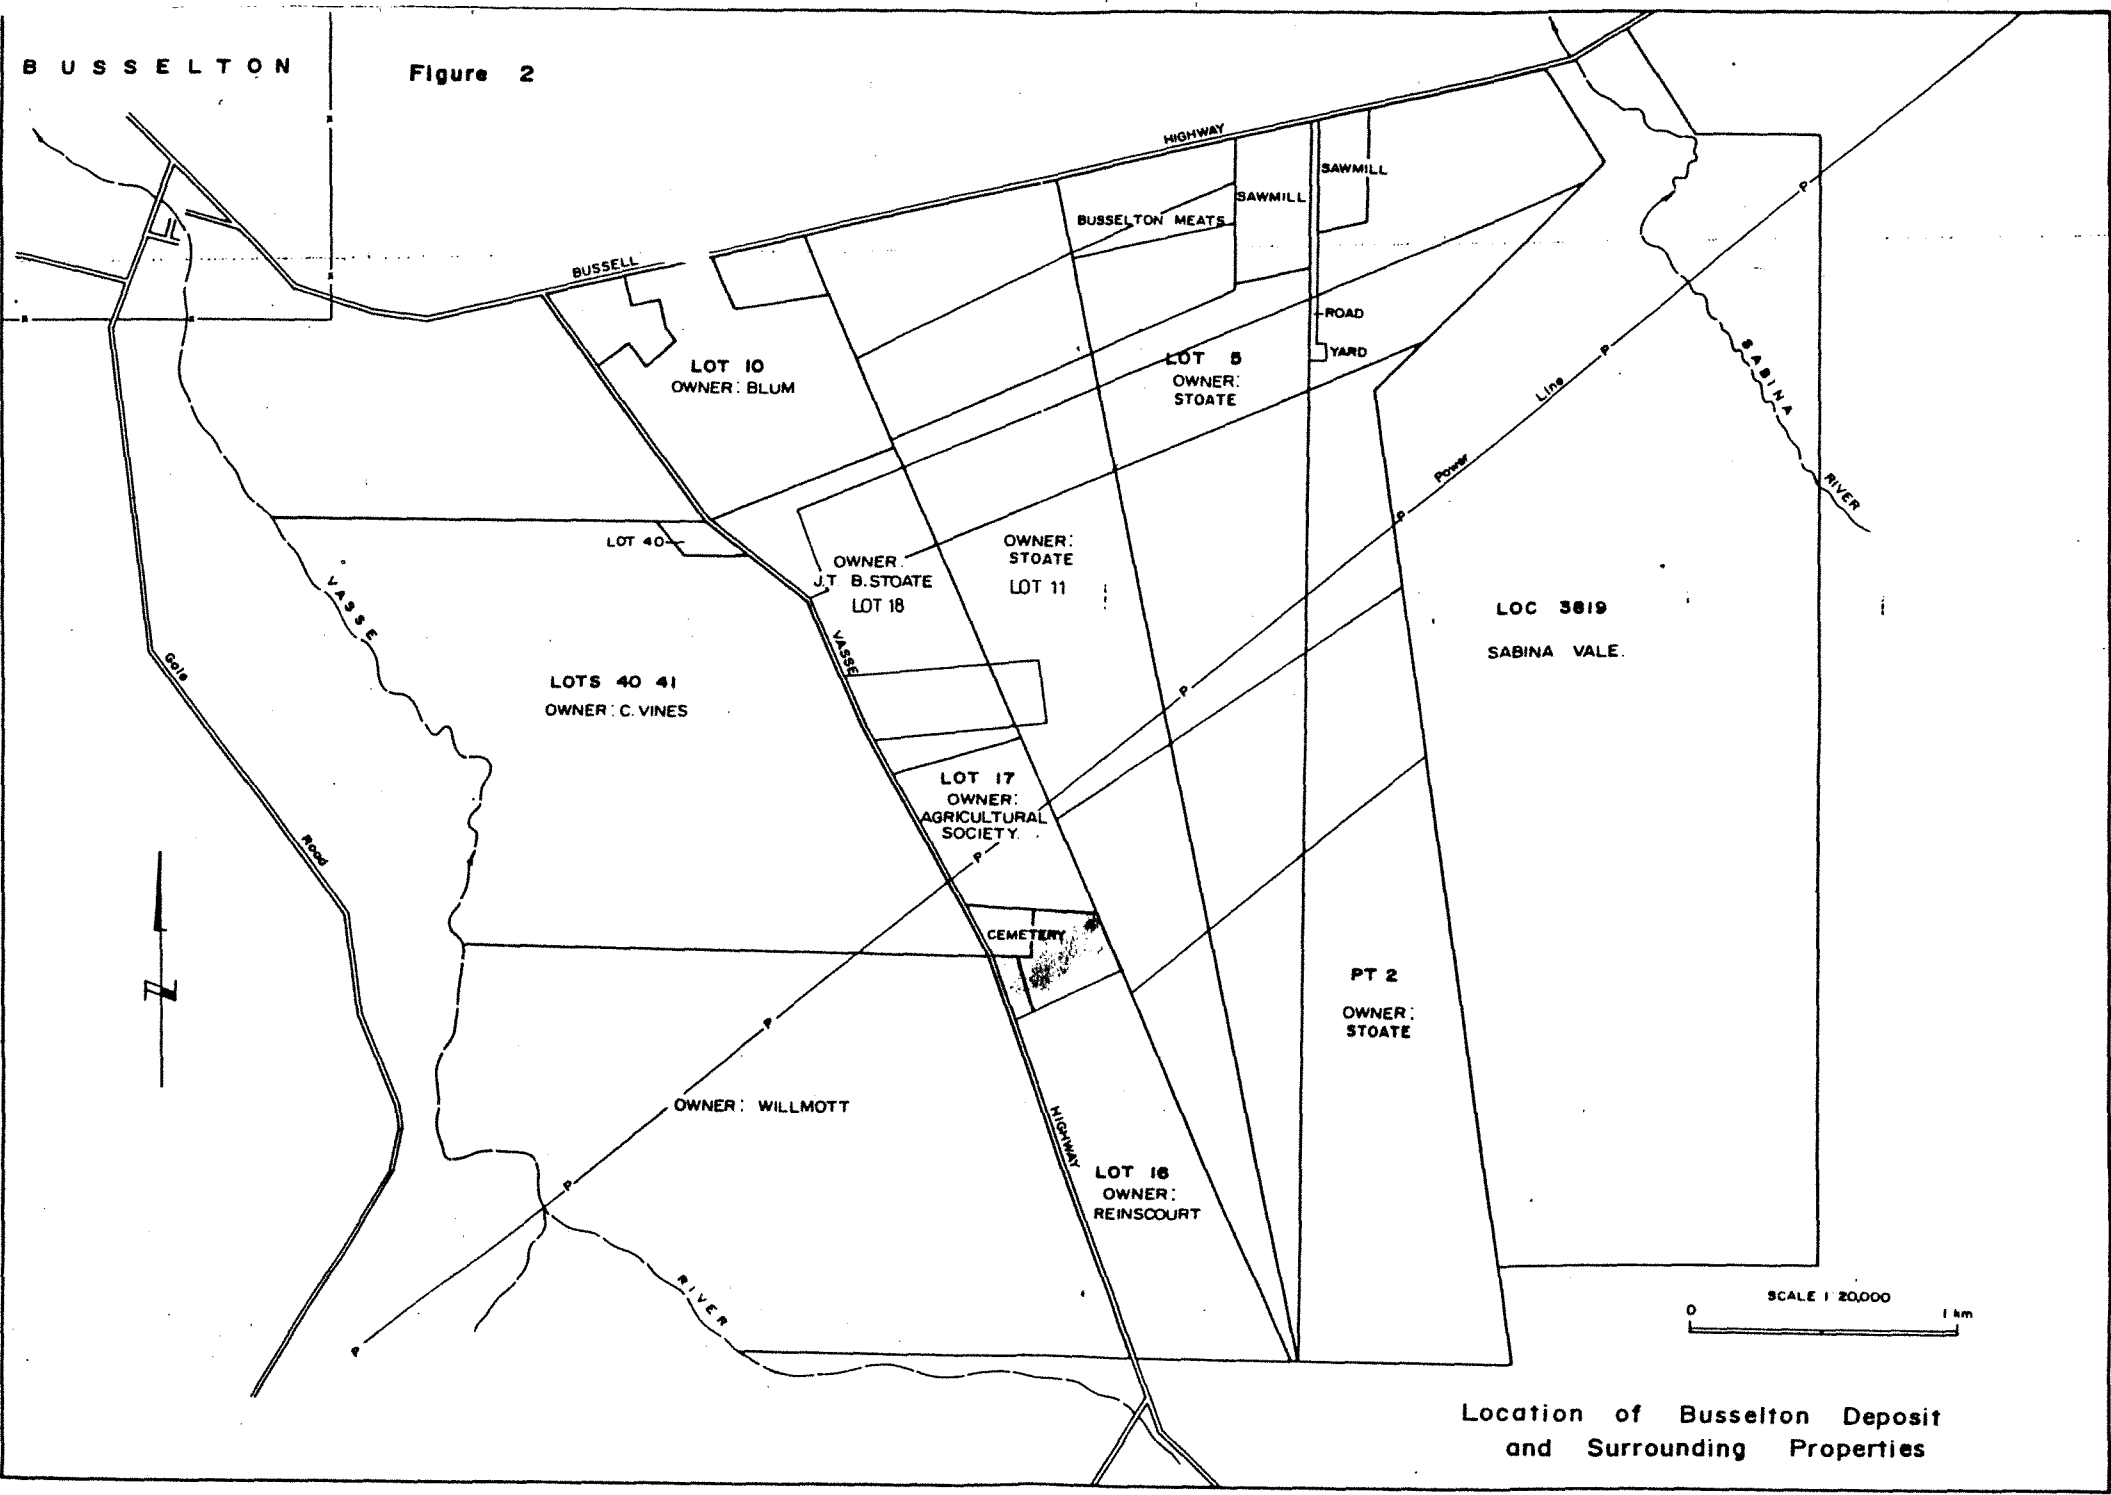 BUSSELTON
Figure 2
HIGHWAY
SAWMILL
SAWMILL
BUSSELTON MEATS
BUSSELL
ROAD
YARD
LOT 10
OWNER: BLUM
LOT 5
OWNER:
STOATE
SABINA
RIVER
Line
Power
P
P
P
P
P
P
P
P
LOT 40
OWNER:
J.T. B. STOATE
LOT 18
OWNER:
STOATE
LOT 11
VASSE
VASSE
LOC 3819
SABINA VALE.
Gale
Road
LOTS 40 41
OWNER: C. VINES
LOT 17
OWNER:
AGRICULTURAL
SOCIETY.
CEMETERY
PT 2
OWNER:
STOATE
N
OWNER: WILLMOTT
HIGHWAY
LOT 16
OWNER:
REINSCOURT
RIVER
SCALE 1:20,000
0 1 km
Location of Busselton Deposit
and Surrounding Properties